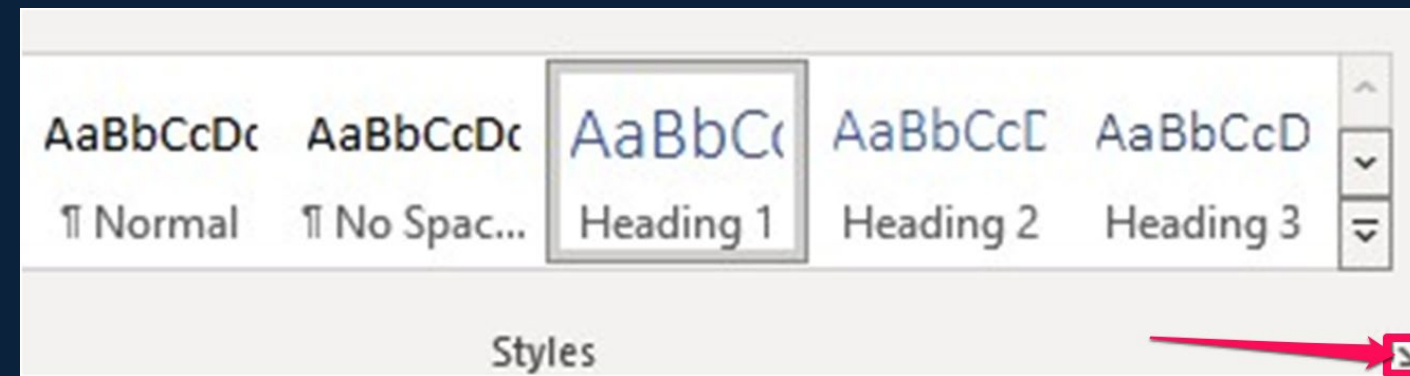 AaBbCcDc AaBbCcDc AaBbCc AaBbCcD AaBbCcD
¶ Normal ¶ No Spac... Heading 1 Heading 2 Heading 3
Styles